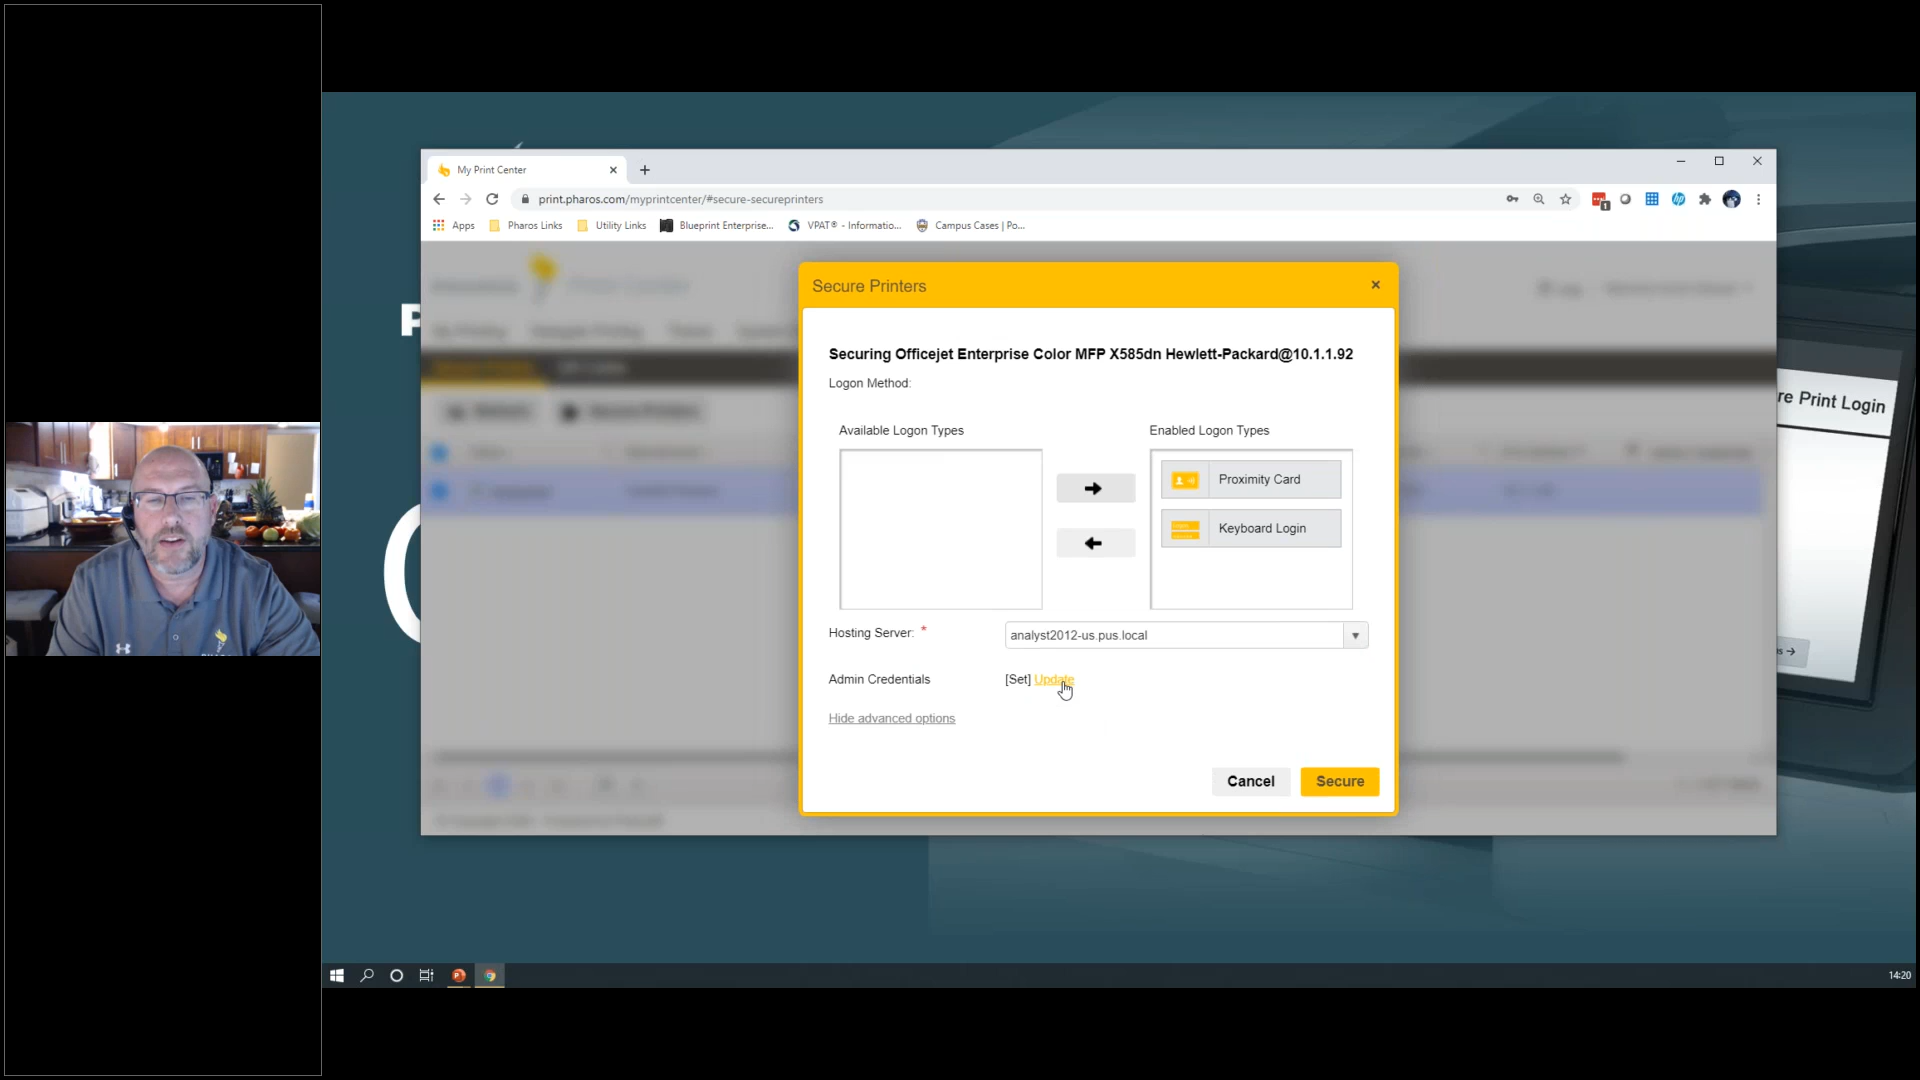 My Print Center
print.pharos.com/myprintcenter/#secure-secureprinters
1
Apps Pharos Links Utility Links Blueprint Enterprise... VPAT® - Informatio... Campus Cases | Po...
Secure Printers
Securing Officejet Enterprise Color MFP X585dn Hewlett-Packard@10.1.1.92
Logon Method:
Available Logon Types Enabled Logon Types
Proximity Card
Keyboard Login
Hosting Server: * analyst2012-us.pus.local
Admin Credentials [Set] Update
Hide advanced options
Cancel Secure
re Print Login
14:20